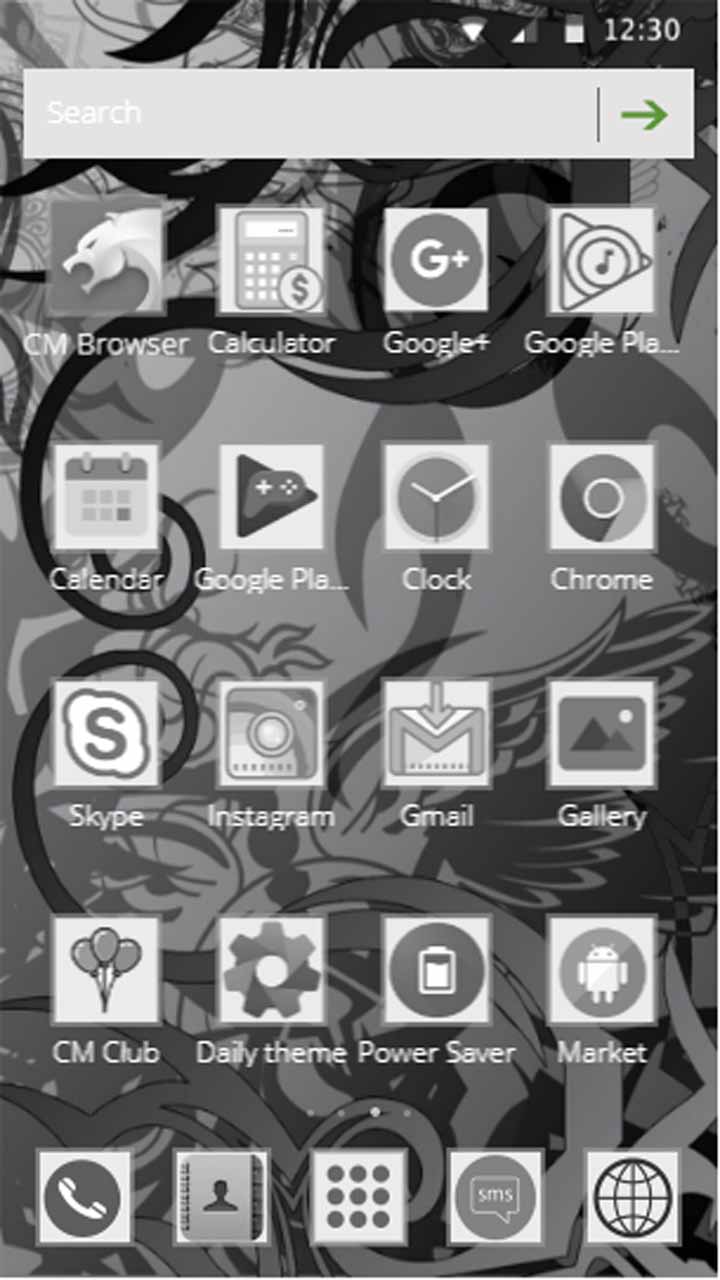 12:30
Search
G+
CM Browser Calculator Google+ Google Pla...
Calendar Google Pla... Clock Chrome
S
Skype Instagram Gmail Gallery
CM Club Daily theme Power Saver Market
sms